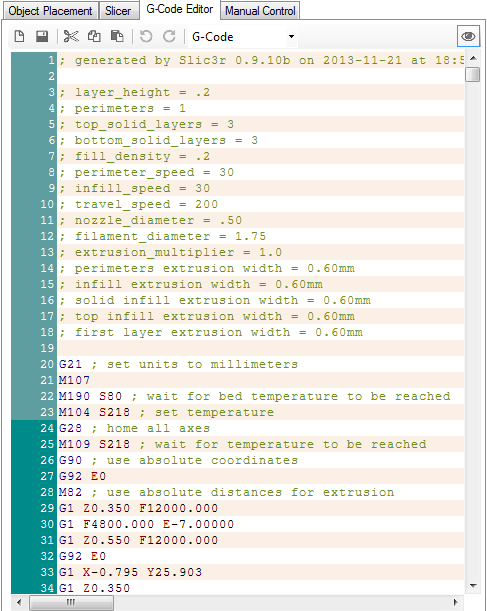 Object Placement Slicer G-Code Editor Manual Control
G-Code
1 ; generated by Slic3r 0.9.10b on 2013-11-21 at 18:5
2
3 ; layer_height = .2
4 ; perimeters = 1
5 ; top_solid_layers = 3
6 ; bottom_solid_layers = 3
7 ; fill_density = .2
8 ; perimeter_speed = 30
9 ; infill_speed = 30
10 ; travel_speed = 200
11 ; nozzle_diameter = .50
12 ; filament_diameter = 1.75
13 ; extrusion_multiplier = 1.0
14 ; perimeters extrusion width = 0.60mm
15 ; infill extrusion width = 0.60mm
16 ; solid infill extrusion width = 0.60mm
17 ; top infill extrusion width = 0.60mm
18 ; first layer extrusion width = 0.60mm
19
20 G21 ; set units to millimeters
21 M107
22 M190 S80 ; wait for bed temperature to be reached
23 M104 S218 ; set temperature
24 G28 ; home all axes
25 M109 S218 ; wait for temperature to be reached
26 G90 ; use absolute coordinates
27 G92 E0
28 M82 ; use absolute distances for extrusion
29 G1 Z0.350 F12000.000
30 G1 F4800.000 E-7.00000
31 G1 Z0.550 F12000.000
32 G92 E0
33 G1 X-0.795 Y25.903
34 G1 Z0.350